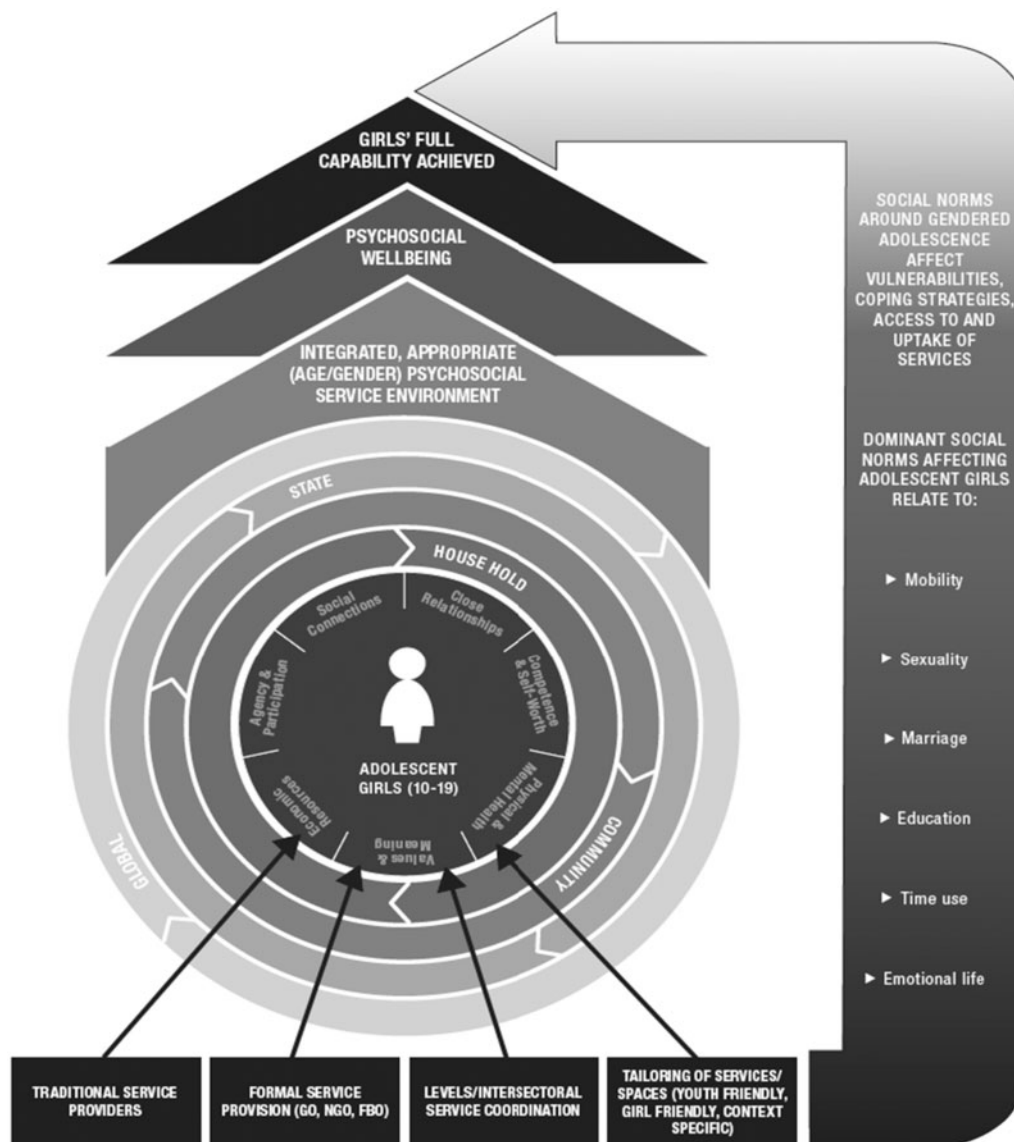 GIRLS' FULL
CAPABILITY ACHIEVED
PSYCHOSOCIAL
WELLBEING
INTEGRATED, APPROPRIATE
(AGE/GENDER) PSYCHOSOCIAL
SERVICE ENVIRONMENT
STATE
HOUSE HOLD
COMMUNITY
GLOBAL
Social
Connections
Close
Relationships
Competence
& Self-Worth
Physical &
Mental Health
Values &
Meaning
Economic
Resources
Agency &
Participation
ADOLESCENT
GIRLS (10-19)
TRADITIONAL SERVICE
PROVIDERS
FORMAL SERVICE
PROVISION (GO, NGO, FBO)
LEVELS/INTERSECTORAL
SERVICE COORDINATION
TAILORING OF SERVICES/
SPACES (YOUTH FRIENDLY,
GIRL FRIENDLY, CONTEXT
SPECIFIC)
SOCIAL NORMS
AROUND GENDERED
ADOLESCENCE
AFFECT
VULNERABILITIES,
COPING STRATEGIES,
ACCESS TO AND
UPTAKE OF
SERVICES
DOMINANT SOCIAL
NORMS AFFECTING
ADOLESCENT GIRLS
RELATE TO:
▶ Mobility
▶ Sexuality
▶ Marriage
▶ Education
▶ Time use
▶ Emotional life